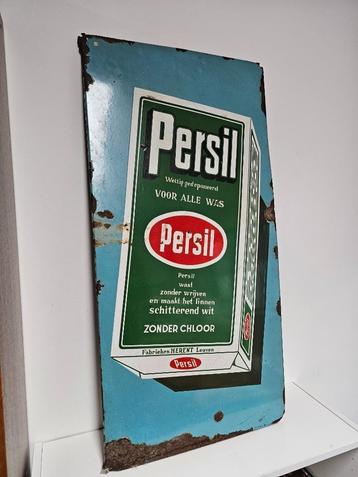 Persil
Wettig gedeponeerd
VOOR ALLE WAS
Persil
Persil
wast
zonder wrijven
en maakt het linnen
schitterend wit
ZONDER CHLOOR
Fabrieken HERENT Leuven
Persil